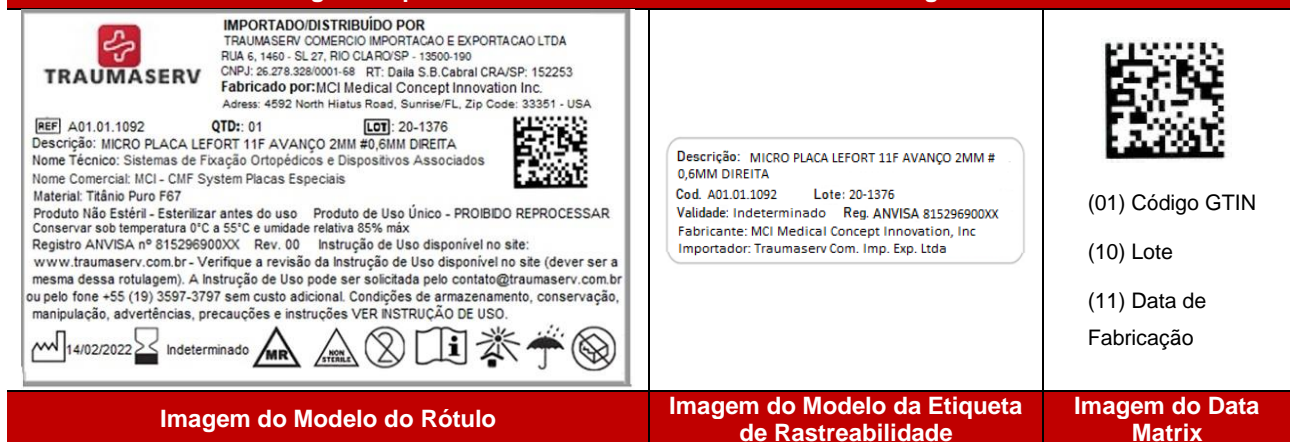 IMPORTADO/DISTRIBUÍDO POR
TRAUMASERV COMERCIO IMPORTACAO E EXPORTACAO LTDA
RUA 6, 1460 - SL 27, RIO CLARO/SP - 13500-190
CNPJ: 26.278.328/0001-68 RT: Daila S.B.Cabral CRA/SP: 152253
Fabricado por:MCI Medical Concept Innovation Inc.
Adress: 4592 North Hiatus Road, Sunrise/FL, Zip Code: 33351 - USA
TRAUMASERV
REF A01.01.1092 QTD:: 01 LOT: 20-1376
Descrição: MICRO PLACA LEFORT 11F AVANÇO 2MM #0,6MM DIREITA
Nome Técnico: Sistemas de Fixação Ortopédicos e Dispositivos Associados
Nome Comercial: MCI - CMF System Placas Especiais
Material: Titânio Puro F67
Produto Não Estéril - Esterilizar antes do uso Produto de Uso Único - PROIBIDO REPROCESSAR
Conservar sob temperatura 0°C a 55°C e umidade relativa 85% máx
Registro ANVISA nº 815296900XX Rev. 00 Instrução de Uso disponível no site:
www.traumaserv.com.br - Verifique a revisão da Instrução de Uso disponível no site (dever ser a
mesma dessa rotulagem). A Instrução de Uso pode ser solicitada pelo contato@traumaserv.com.br
ou pelo fone +55 (19) 3597-3797 sem custo adicional. Condições de armazenamento, conservação,
manipulação, advertências, precauções e instruções VER INSTRUÇÃO DE USO.
14/02/2022 Indeterminado MR NON STERILE 2 i
Imagem do Modelo do Rótulo
Descrição: MICRO PLACA LEFORT 11F AVANÇO 2MM #
0,6MM DIREITA
Cod. A01.01.1092 Lote: 20-1376
Validade: Indeterminado Reg. ANVISA 815296900XX
Fabricante: MCI Medical Concept Innovation, Inc
Importador: Traumaserv Com. Imp. Exp. Ltda
Imagem do Modelo da Etiqueta
de Rastreabilidade
(01) Código GTIN
(10) Lote
(11) Data de
Fabricação
Imagem do Data
Matrix